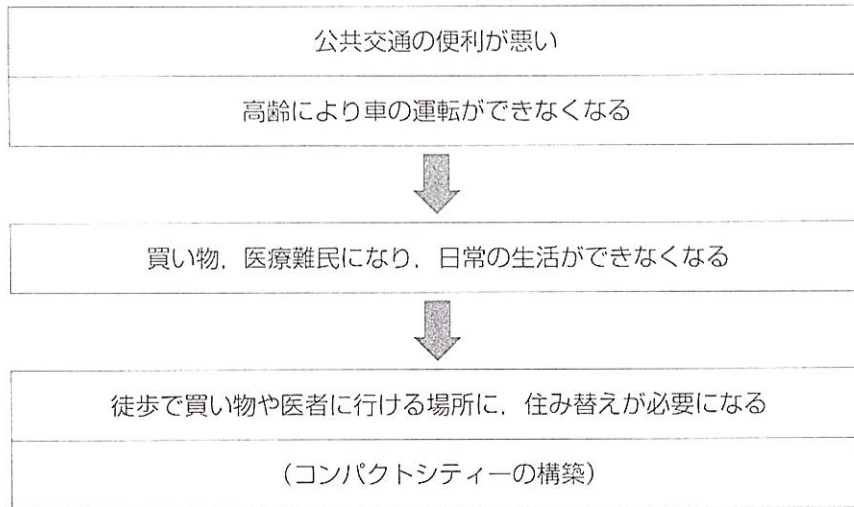 公共交通の便利が悪い
高齢により車の運転ができなくなる
買い物，医療難民になり，日常の生活ができなくなる
徒歩で買い物や医者に行ける場所に，住み替えが必要になる
（コンパクトシティーの構築）